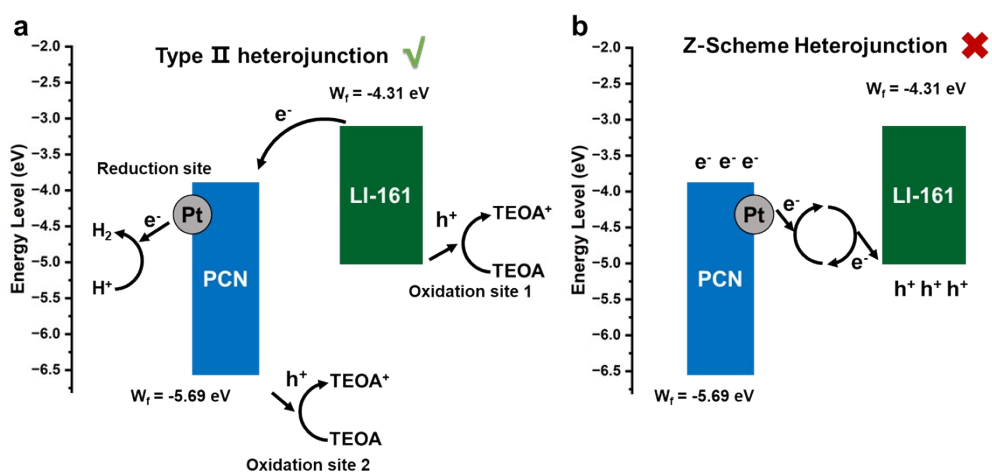 a
Type II heterojunction √
Energy Level (eV)
−2.0
−2.5
−3.0
−3.5
−4.0
−4.5
−5.0
−5.5
−6.0
−6.5
W_f = -4.31 eV
e⁻
LI-161
Reduction site
Pt
e⁻
H₂
H⁺
PCN
h⁺
TEOA⁺
TEOA
Oxidation site 1
W_f = -5.69 eV
h⁺
TEOA⁺
TEOA
Oxidation site 2
b
Z-Scheme Heterojunction
Energy Level (eV)
−2.0
−2.5
−3.0
−3.5
−4.0
−4.5
−5.0
−5.5
−6.0
−6.5
W_f = -4.31 eV
e⁻ e⁻ e⁻
Pt
e⁻
e⁻
LI-161
PCN
h⁺ h⁺ h⁺
W_f = -5.69 eV